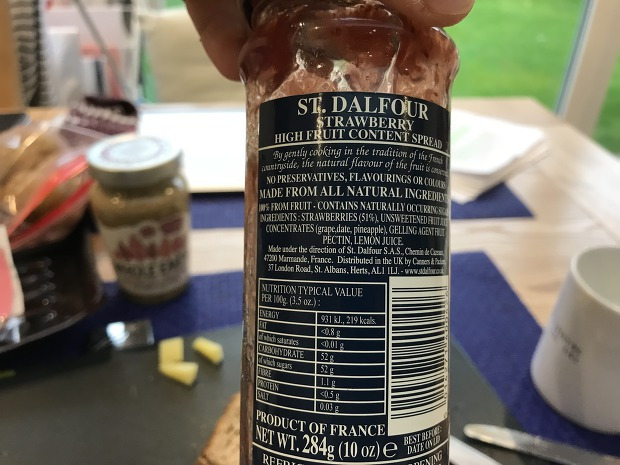 ST. DALFOUR
STRAWBERRY
HIGH FRUIT CONTENT SPREAD
By gently cooking in the tradition of the French
countryside, the natural flavour of the fruit is
NO PRESERVATIVES, FLAVOURINGS OR COLOURS
MADE FROM ALL NATURAL INGREDIENTS
100% FROM FRUIT - CONTAINS NATURALLY OCCURRING
INGREDIENTS: STRAWBERRIES (51%), UNSWEETENED FRUIT JUICE
CONCENTRATES (grape,date, pineapple), GELLING AGENT FRUIT
PECTIN, LEMON JUICE.
Made under the direction of St. Dalfour S.A.S., Chemin de
47200 Marmande, France. Distributed in the UK by Canners &
37 London Road, St. Albans, Herts, AL1 1LJ. - www.stdalfour.co.uk
NUTRITION TYPICAL VALUE
PER 100g. (3.5 oz.) :
ENERGY 931 kJ., 219 kcals.
FAT <0.8 g
of which saturates <0.01 g
CARBOHYDRATE 52 g
of which sugars 52 g
FIBRE 1.1 g
PROTEIN <0.5 g
SALT 0.03 g
PRODUCT OF FRANCE
NET WT. 284g (10 oz) e
BEST BEFORE:
DATE ON LID